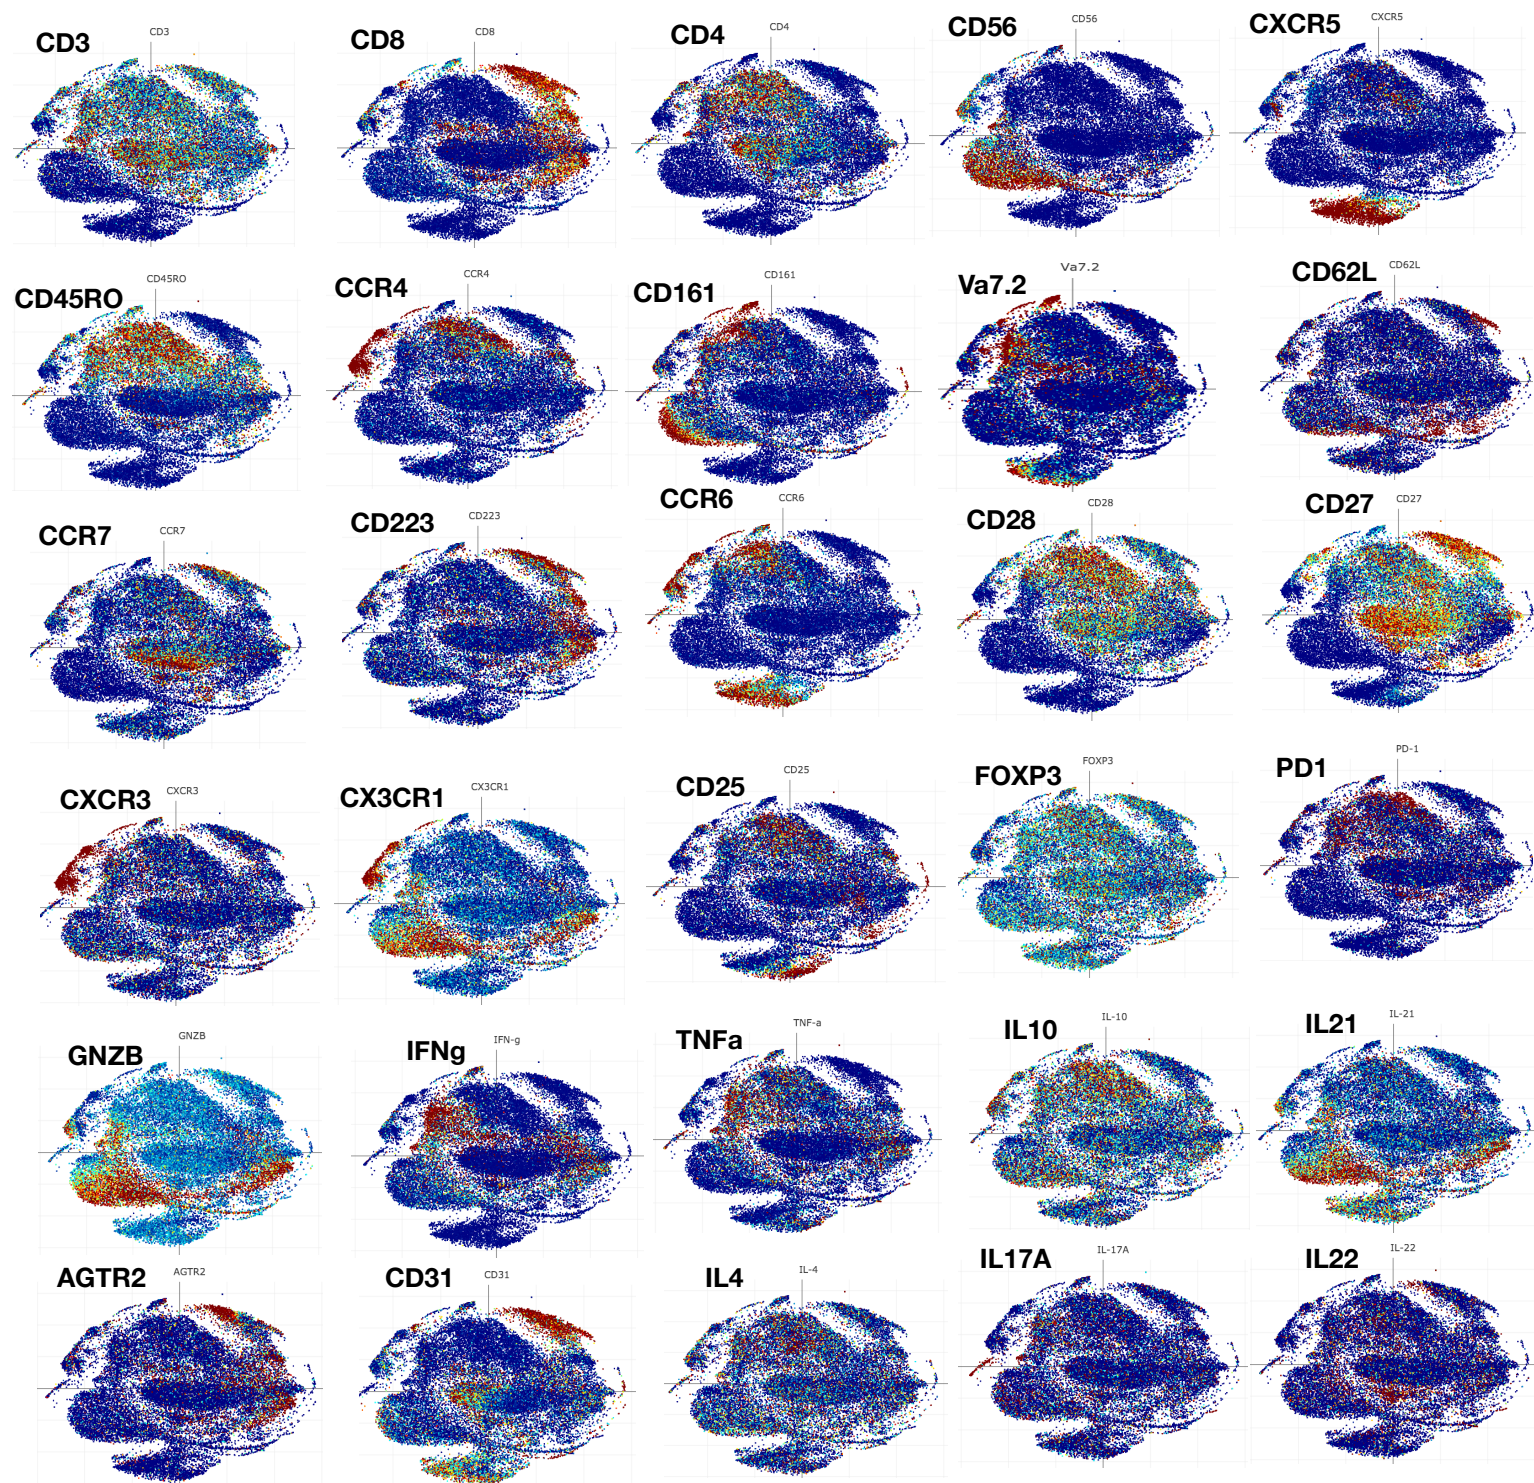 CD3 CD3
CD8 CD8
CD4 CD4
CD56 CD56
CXCR5 CXCR5
CD45RO CD45RO
CCR4 CCR4
CD161 CD161
Va7.2 Va7.2
CD62L CD62L
CCR7 CCR7
CD223 CD223
CCR6 CCR6
CD28 CD28
CD27 CD27
CXCR3 CXCR3
CX3CR1 CX3CR1
CD25 CD25
FOXP3 FOXP3
PD1 PD-1
GNZB GNZB
IFNg IFN-g
TNFa TNF-a
IL10 IL-10
IL21 IL-21
AGTR2 AGTR2
CD31 CD31
IL4 IL-4
IL17A IL-17A
IL22 IL-22